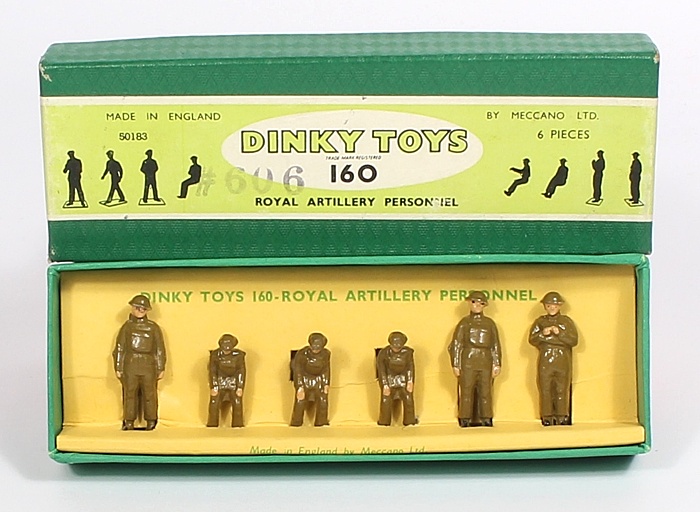 MADE IN ENGLAND
50183
DINKY TOYS
TRADE MARK REGISTERED
160
#606
ROYAL ARTILLERY PERSONNEL
BY MECCANO LTD.
6 PIECES
DINKY TOYS 160-ROYAL ARTILLERY PERSONNEL
Made in England by Meccano Ltd.